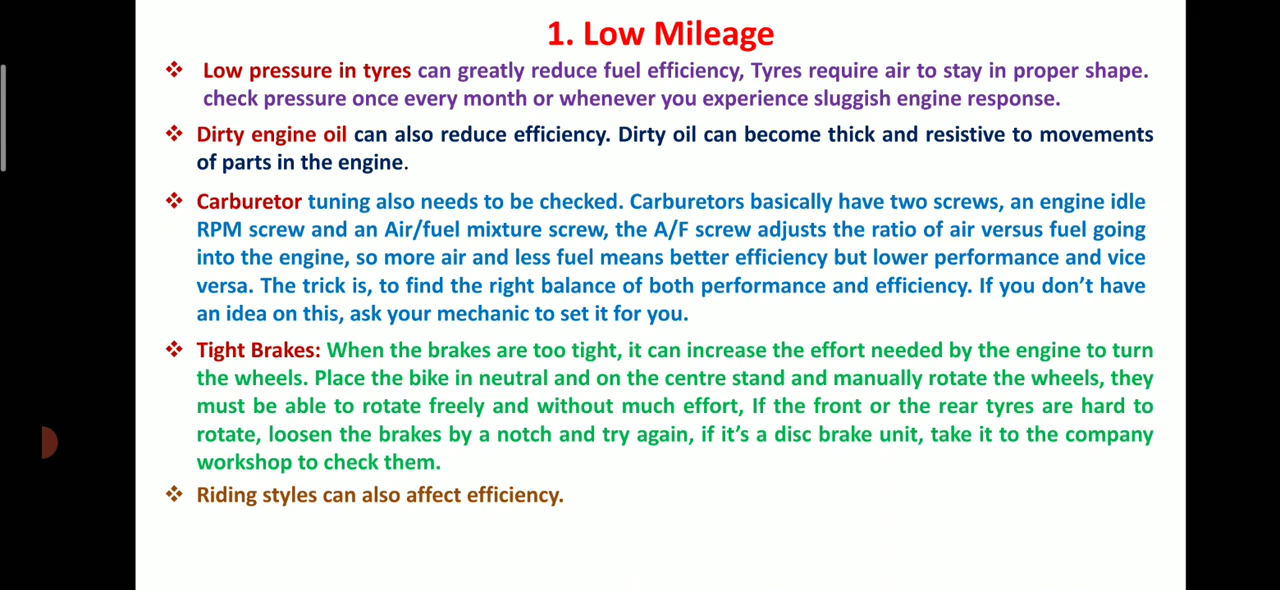 1. Low Mileage
❖ Low pressure in tyres can greatly reduce fuel efficiency, Tyres require air to stay in proper shape.
check pressure once every month or whenever you experience sluggish engine response.
❖ Dirty engine oil can also reduce efficiency. Dirty oil can become thick and resistive to movements
of parts in the engine.
❖ Carburetor tuning also needs to be checked. Carburetors basically have two screws, an engine idle
RPM screw and an Air/fuel mixture screw, the A/F screw adjusts the ratio of air versus fuel going
into the engine, so more air and less fuel means better efficiency but lower performance and vice
versa. The trick is, to find the right balance of both performance and efficiency. If you don’t have
an idea on this, ask your mechanic to set it for you.
❖ Tight Brakes: When the brakes are too tight, it can increase the effort needed by the engine to turn
the wheels. Place the bike in neutral and on the centre stand and manually rotate the wheels, they
must be able to rotate freely and without much effort, If the front or the rear tyres are hard to
rotate, loosen the brakes by a notch and try again, if it’s a disc brake unit, take it to the company
workshop to check them.
❖ Riding styles can also affect efficiency.